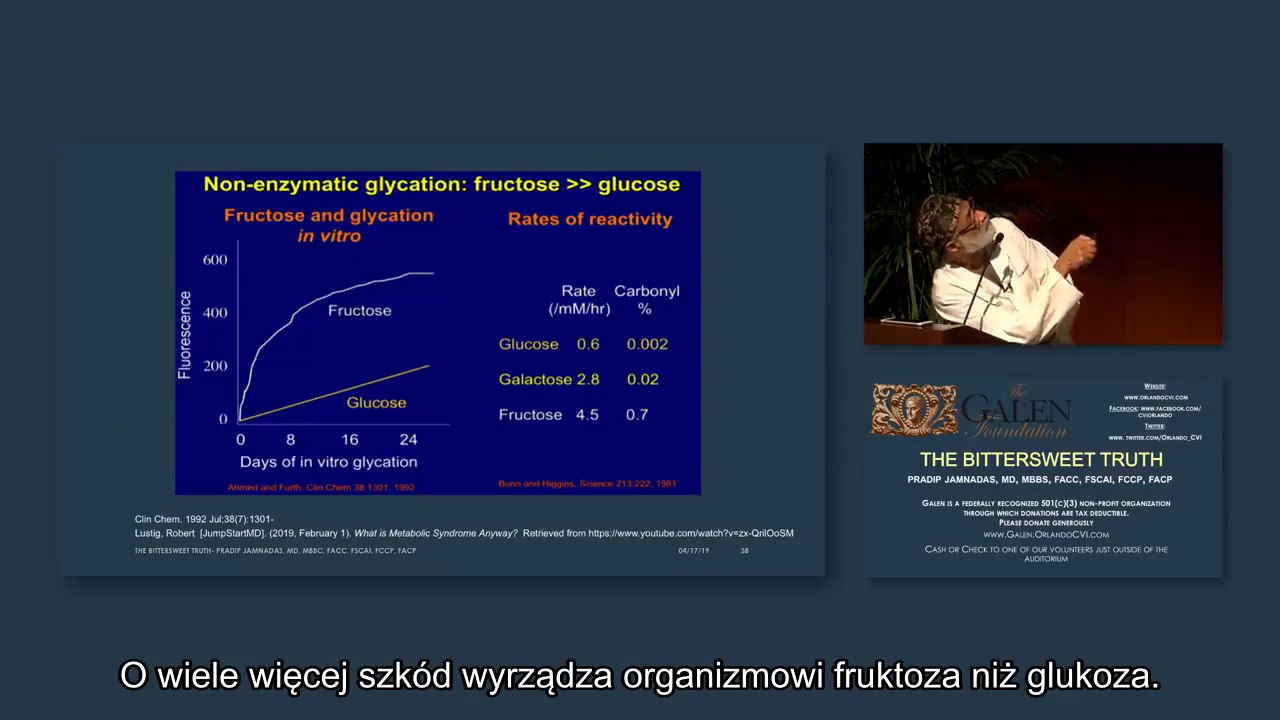 Non-enzymatic glycation: fructose >> glucose
Fructose and glycation
in vitro
Rates of reactivity
600
400
200
0
Fluorescence
Fructose
Glucose
0 8 16 24
Days of in vitro glycation
Ahmed and Furth, Clin Chem 38 1301, 1992
Rate Carbonyl
(/mM/hr) %
Glucose 0.6 0.002
Galactose 2.8 0.02
Fructose 4.5 0.7
Bunn and Higgins, Science 213:222, 1981
Clin Chem. 1992 Jul;38(7):1301-
Lustig, Robert [JumpStartMD]. (2019, February 1). What is Metabolic Syndrome Anyway? Retrieved from https://www.youtube.com/watch?v=zx-QrilOoSM
THE BITTERSWEET TRUTH- PRADIP JAMNADAS, MD, MBBC, FACC, FSCAI, FCCP, FACP 04/17/19 38
The
GALEN
Foundation
WEBSITE:
WWW.ORLANDOCVI.COM
FACEBOOK: WWW.FACEBOOK.COM/
CVIORLANDO
TWITTER:
WWW. TWITTER.COM/ORLANDO_CVI
THE BITTERSWEET TRUTH
PRADIP JAMNADAS, MD, MBBS, FACC, FSCAI, FCCP, FACP
GALEN IS A FEDERALLY RECOGNIZED 501(C)(3) NON-PROFIT ORGANIZATION
THROUGH WHICH DONATIONS ARE TAX DEDUCTIBLE.
PLEASE DONATE GENEROUSLY
WWW.GALEN.ORLANDOCVI.COM
CASH OR CHECK TO ONE OF OUR VOLUNTEERS JUST OUTSIDE OF THE
AUDITORIUM
O wiele więcej szkód wyrządza organizmowi fruktoza niż glukoza.